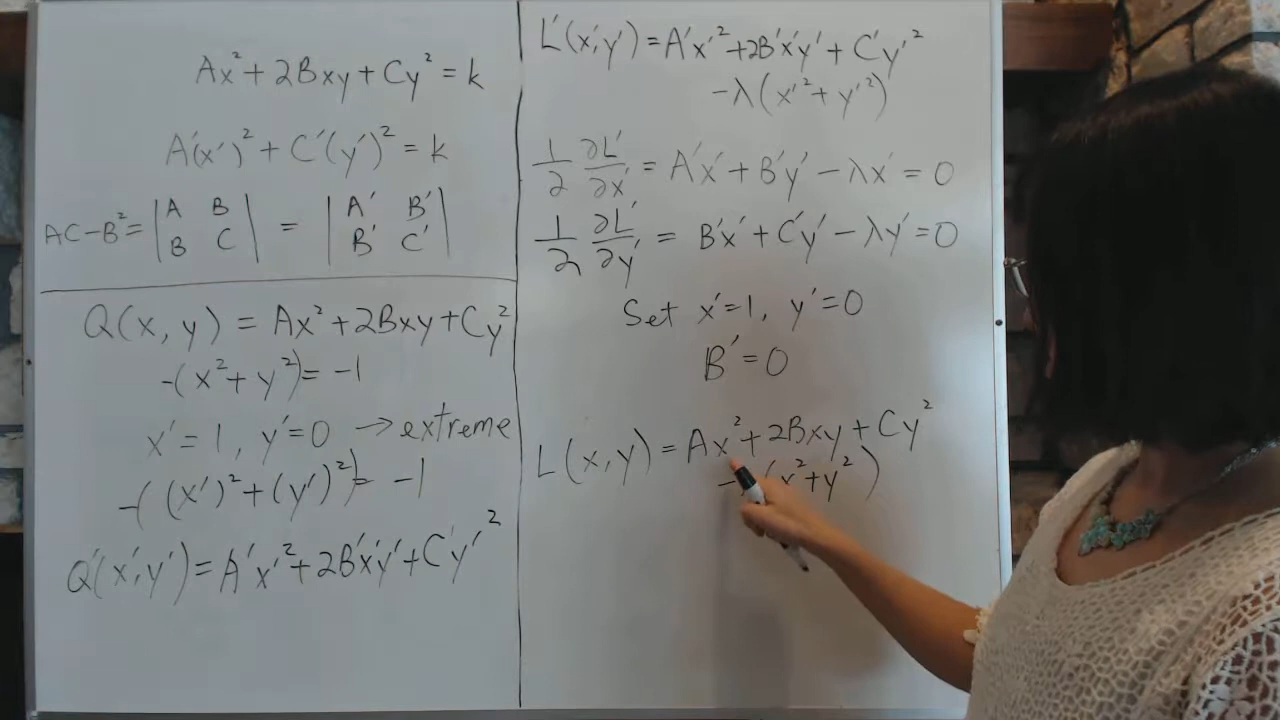 Ax² + 2Bxy + Cy² = k
A'(x')² + C'(y')² = k
AC-B² = |A B| = |A' B'|
|B C| |B' C'|
Q(x, y) = Ax² + 2Bxy + Cy²
-(x² + y²) = -1
x' = 1, y' = 0 → extreme
-((x')² + (y')²) = -1
Q'(x', y') = A'x'² + 2B'x'y' + C'y'²
L'(x', y') = A'x'² + 2B'x'y' + C'y'²
-λ(x'² + y'²)
1/2 ∂L'/∂x' = A'x' + B'y' - λx' = 0
1/2 ∂L'/∂y' = B'x' + C'y' - λy' = 0
Set x' = 1, y' = 0
B' = 0
L(x, y) = Ax² + 2Bxy + Cy²
- (x² + y²)